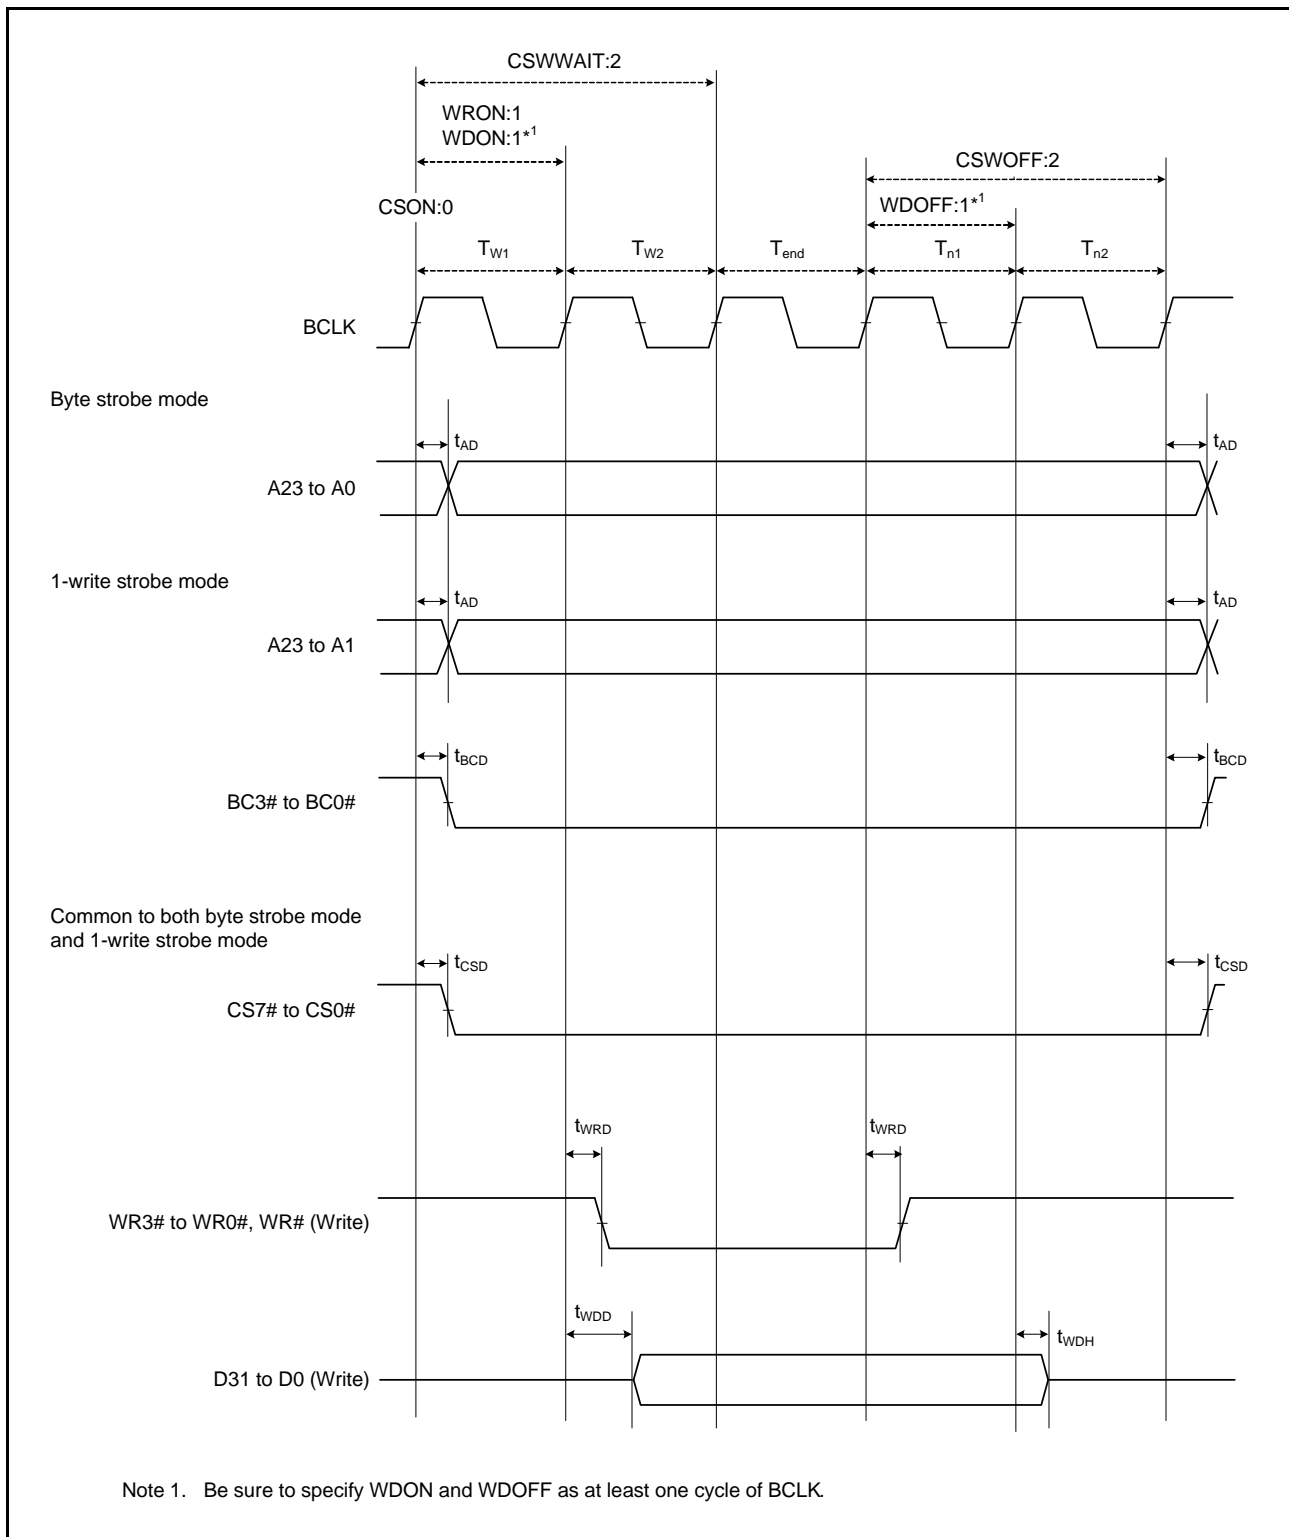 CSWWAIT:2
WRON:1
WDON:1*1
CSWOFF:2
WDOFF:1*1
CSON:0
TW1 TW2 Tend Tn1 Tn2
BCLK
Byte strobe mode
tAD tAD
A23 to A0
1-write strobe mode
tAD tAD
A23 to A1
tBCD tBCD
BC3# to BC0#
Common to both byte strobe mode
and 1-write strobe mode
tCSD tCSD
CS7# to CS0#
tWRD tWRD
WR3# to WR0#, WR# (Write)
tWDD tWDH
D31 to D0 (Write)
Note 1. Be sure to specify WDON and WDOFF as at least one cycle of BCLK.